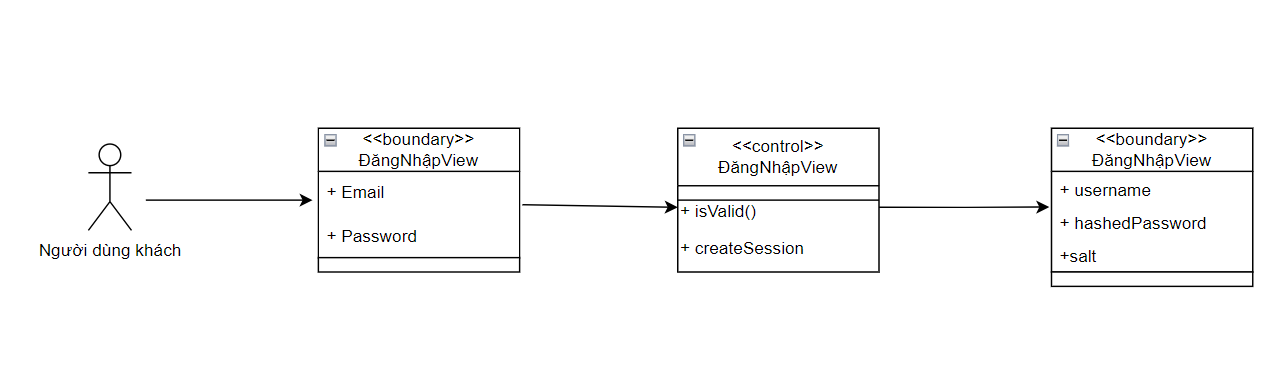 Người dùng khách
<<boundary>>
ĐăngNhậpView
+ Email
+ Password
<<control>>
ĐăngNhậpView
+ isValid()
+ createSession
<<boundary>>
ĐăngNhậpView
+ username
+ hashedPassword
+salt